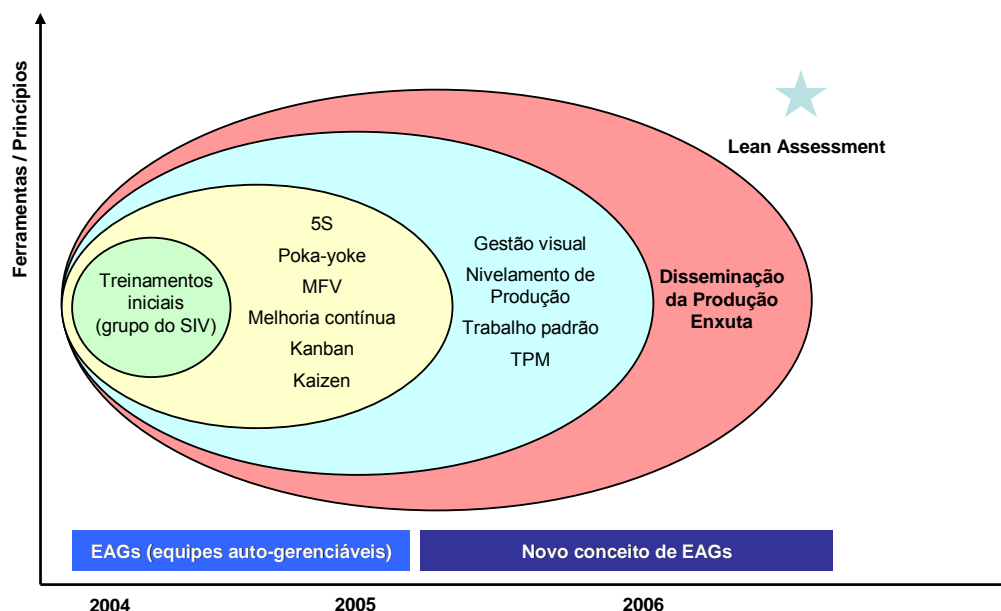 Ferramentas / Princípios
Lean Assessment
Treinamentos
iniciais
(grupo do SIV)
5S
Poka-yoke
MFV
Melhoria contínua
Kanban
Kaizen
Gestão visual
Nivelamento de
Produção
Trabalho padrão
TPM
Disseminação
da Produção
Enxuta
EAGs (equipes auto-gerenciáveis)
Novo conceito de EAGs
2004
2005
2006